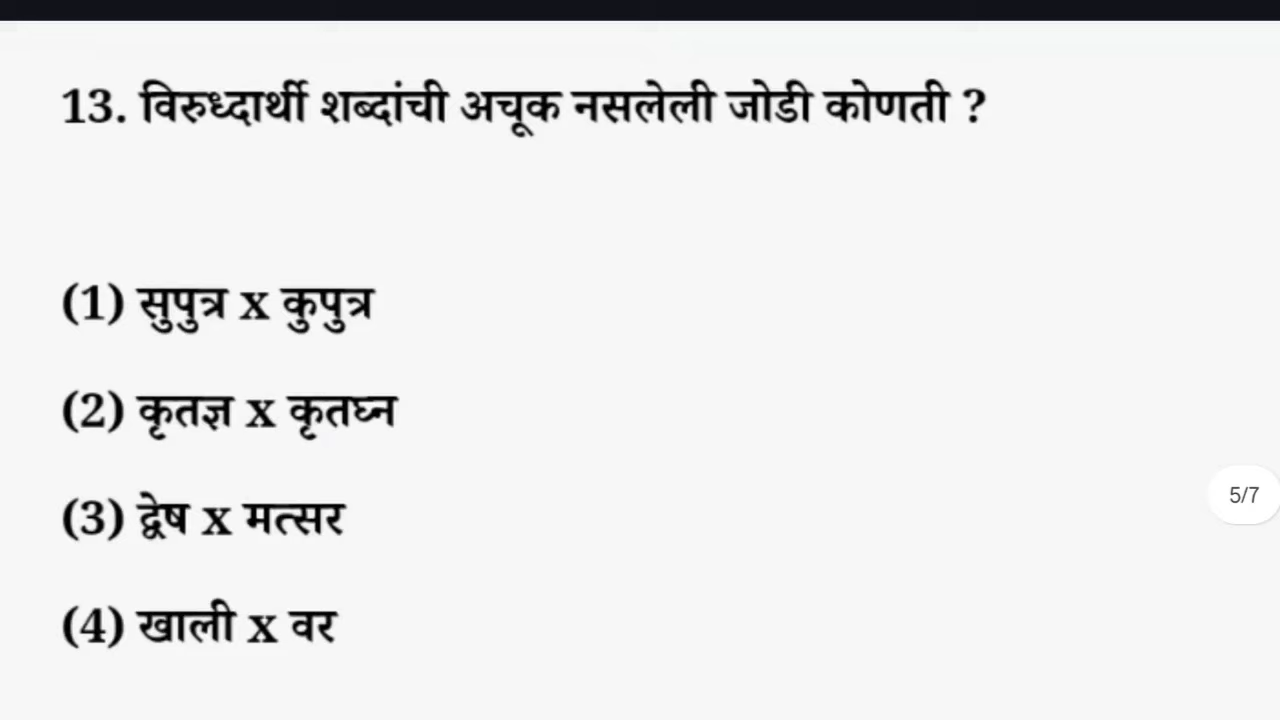 13. विरुध्दार्थी शब्दांची अचूक नसलेली जोडी कोणती ?
(1) सुपुत्र x कुपुत्र
(2) कृतज्ञ x कृतघ्न
(3) द्वेष x मत्सर
5/7
(4) खाली x वर